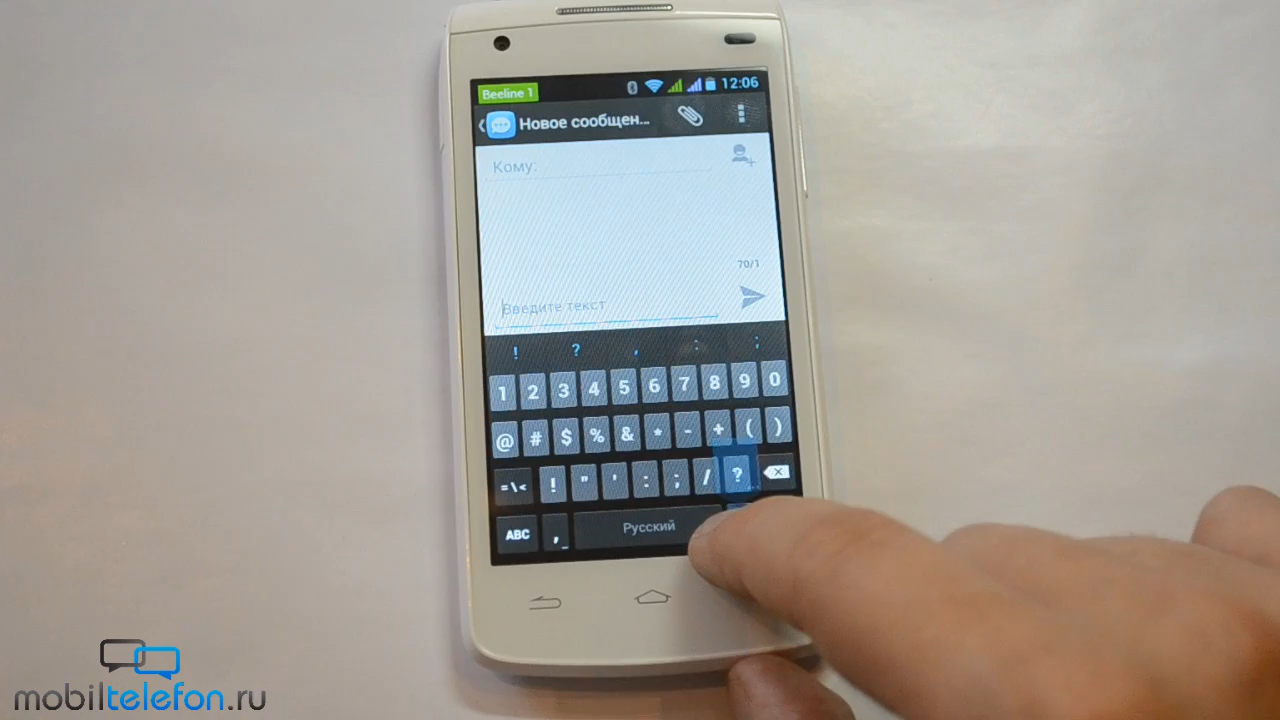 Beeline 1 12:06
Новое сообщен...
Кому:
70/1
Введите текст
! ? , : ;
1 2 3 4 5 6 7 8 9 0
@ # $ % & * - + ( )
=\< ! " ' : ; / ?
ABC , Русский
mobiltelefon.ru